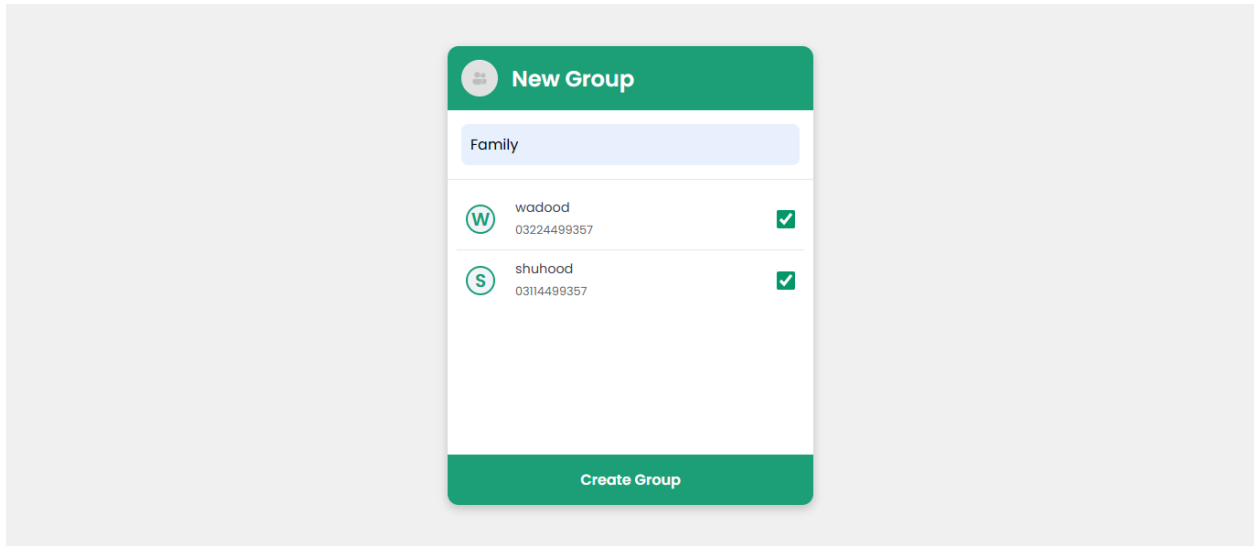 New Group
Family
W
wadood
03224499357
S
shuhood
03114499357
Create Group